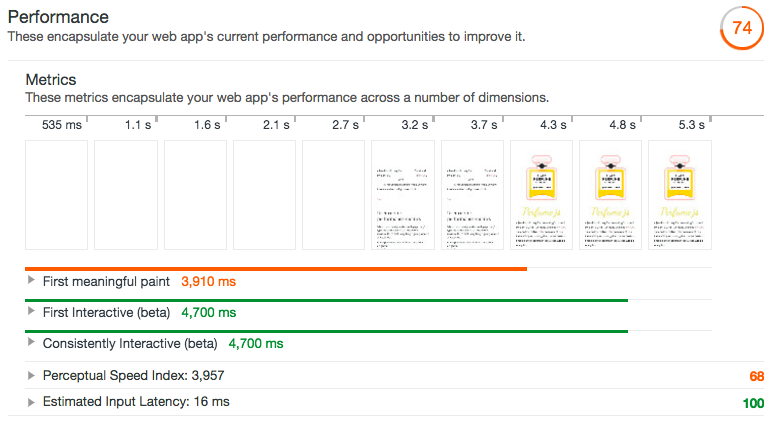 Performance
These encapsulate your web app's current performance and opportunities to improve it.
74
Metrics
These metrics encapsulate your web app's performance across a number of dimensions.
535 ms 1.1 s 1.6 s 2.1 s 2.7 s 3.2 s 3.7 s 4.3 s 4.8 s 5.3 s
Perfume.js Perfume.js Perfume.js
First meaningful paint 3,910 ms
First Interactive (beta) 4,700 ms
Consistently Interactive (beta) 4,700 ms
Perceptual Speed Index: 3,957 68
Estimated Input Latency: 16 ms 100